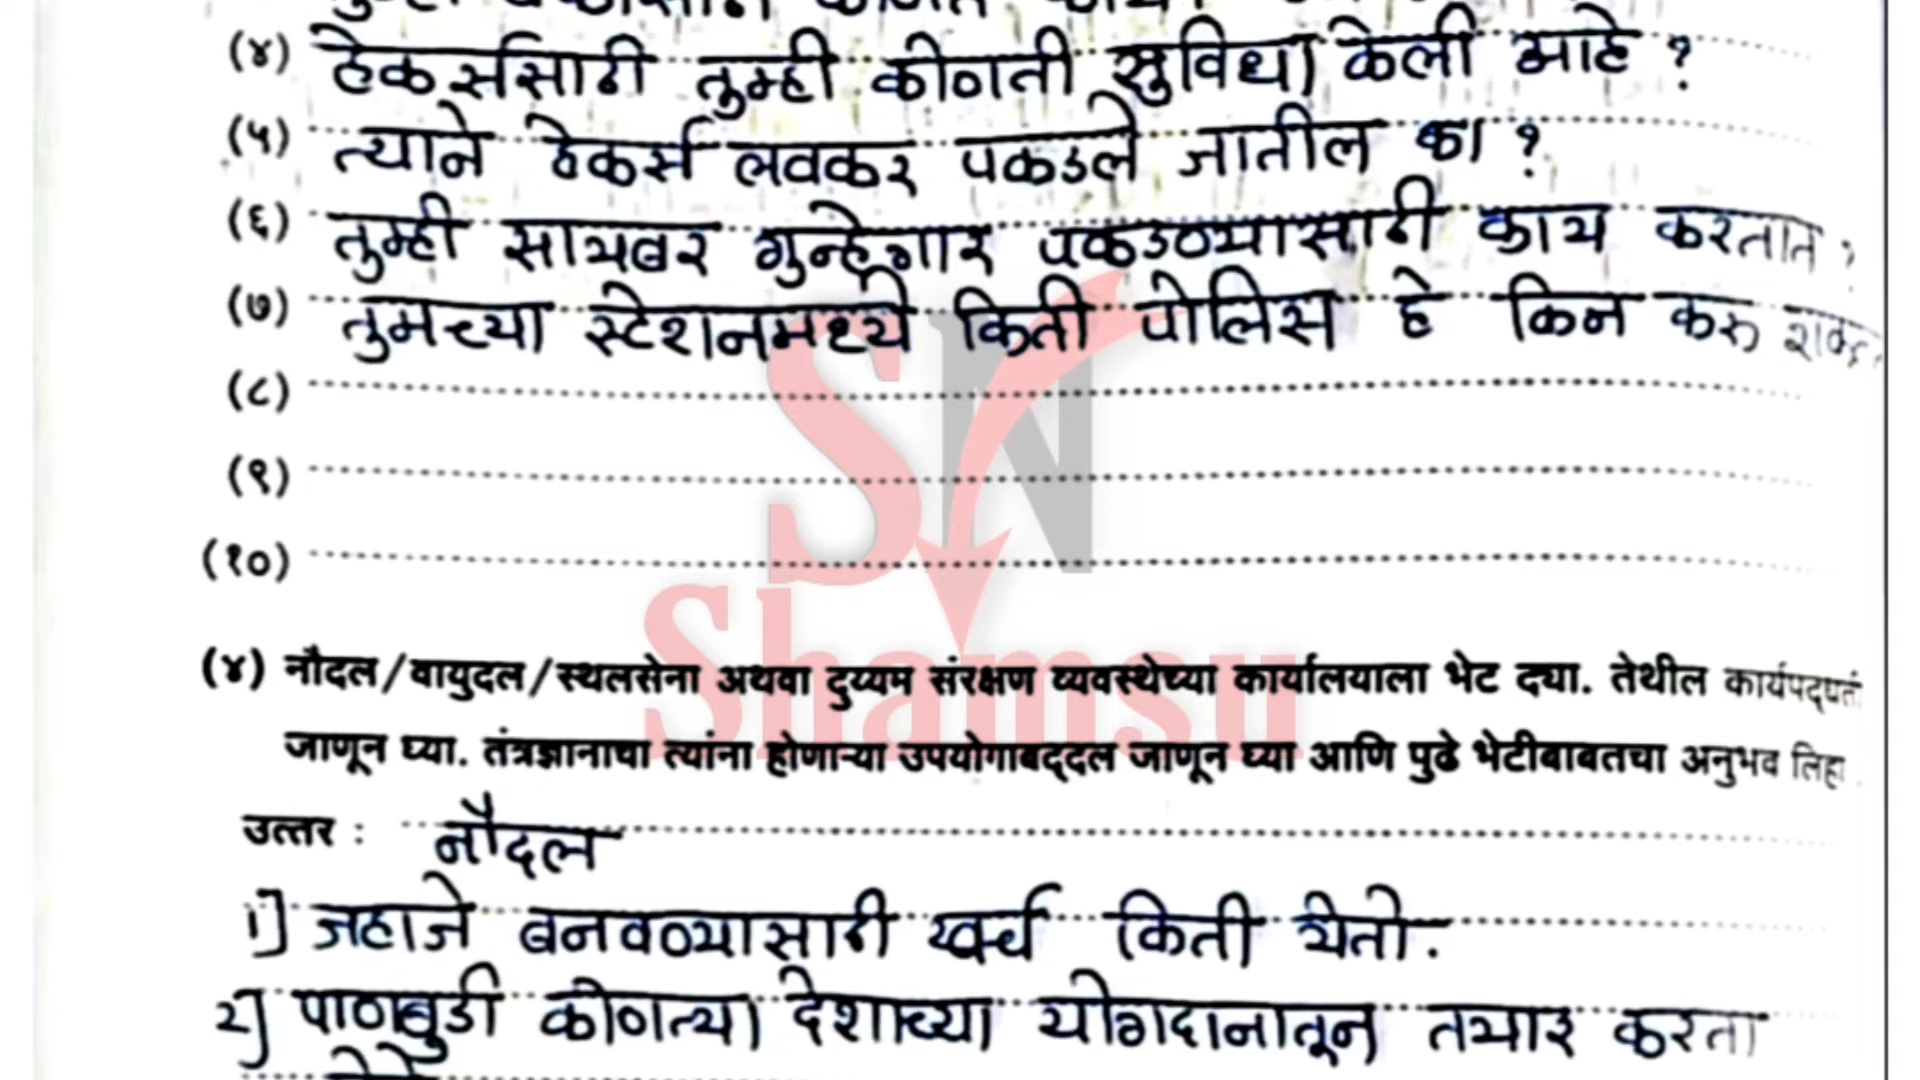 (४) हेकर्ससाठी तुम्ही कोणती सुविधा केली आहे ?
(५) त्याने हेकर्स लवकर पकडले जातील का ?
(६) तुम्ही सायबर गुन्हेगार पकडण्यासाठी काय करतात ?
(७) तुमच्या स्टेशनमध्ये किती पोलिस हे किन करु
(८)
(९)
(१०)
SN
Shamsu
(४) नौदल/वायुदल/स्थलसेना अथवा दुय्यम संरक्षण व्यवस्थेच्या कार्यालयाला भेट द्या. तेथील कार्यपद्धती
जाणून घ्या. तंत्रज्ञानाचा त्यांना होणाऱ्या उपयोगाबद्दल जाणून घ्या आणि पुढे भेटीबाबतचा अनुभव लिहा
उत्तर : नौदल
1] जहाजे बनवण्यासाठी खर्च किती येतो.
2] पाणबुडी कोणत्या देशाच्या योगदानातून तयार करता